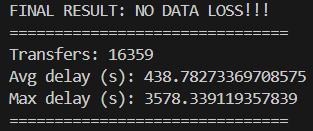 FINAL RESULT: NO DATA LOSS!!!
===============================
Transfers: 16359
Avg delay (s): 438.78273369708575
Max delay (s): 3578.339119357839
===============================